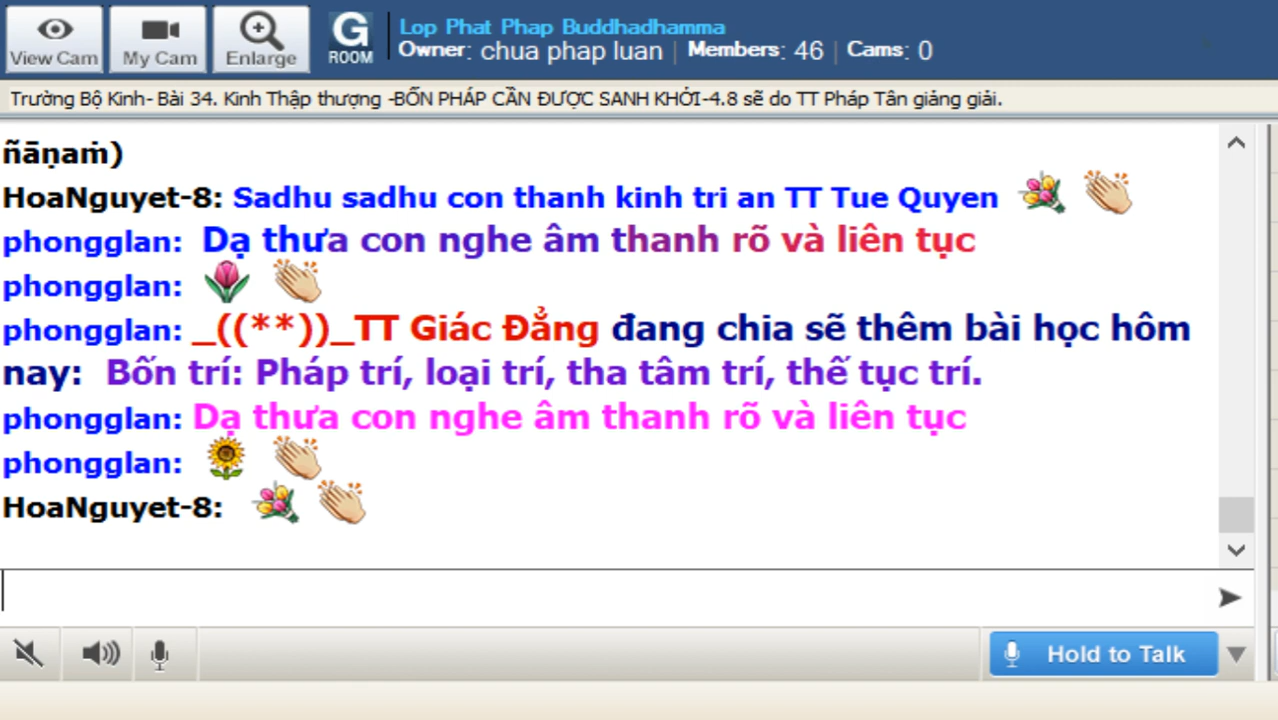 View Cam
My Cam
Enlarge
G
ROOM
Lop Phat Phap Buddhadhamma
Owner: chua phap luan | Members: 46 | Cams: 0
Trường Bộ Kinh- Bài 34. Kinh Thập thượng -BỐN PHÁP CẦN ĐƯỢC SANH KHỞI-4.8 sẽ do TT Pháp Tân giảng giải.
ñāṇaṁ)
HoaNguyet-8: Sadhu sadhu con thanh kinh tri an TT Tue Quyen
phongglan: Dạ thưa con nghe âm thanh rõ và liên tục
phongglan:
phongglan: _((**))_TT Giác Đẳng đang chia sẽ thêm bài học hôm
nay: Bốn trí: Pháp trí, loại trí, tha tâm trí, thế tục trí.
phongglan: Dạ thưa con nghe âm thanh rõ và liên tục
phongglan:
HoaNguyet-8:
Hold to Talk